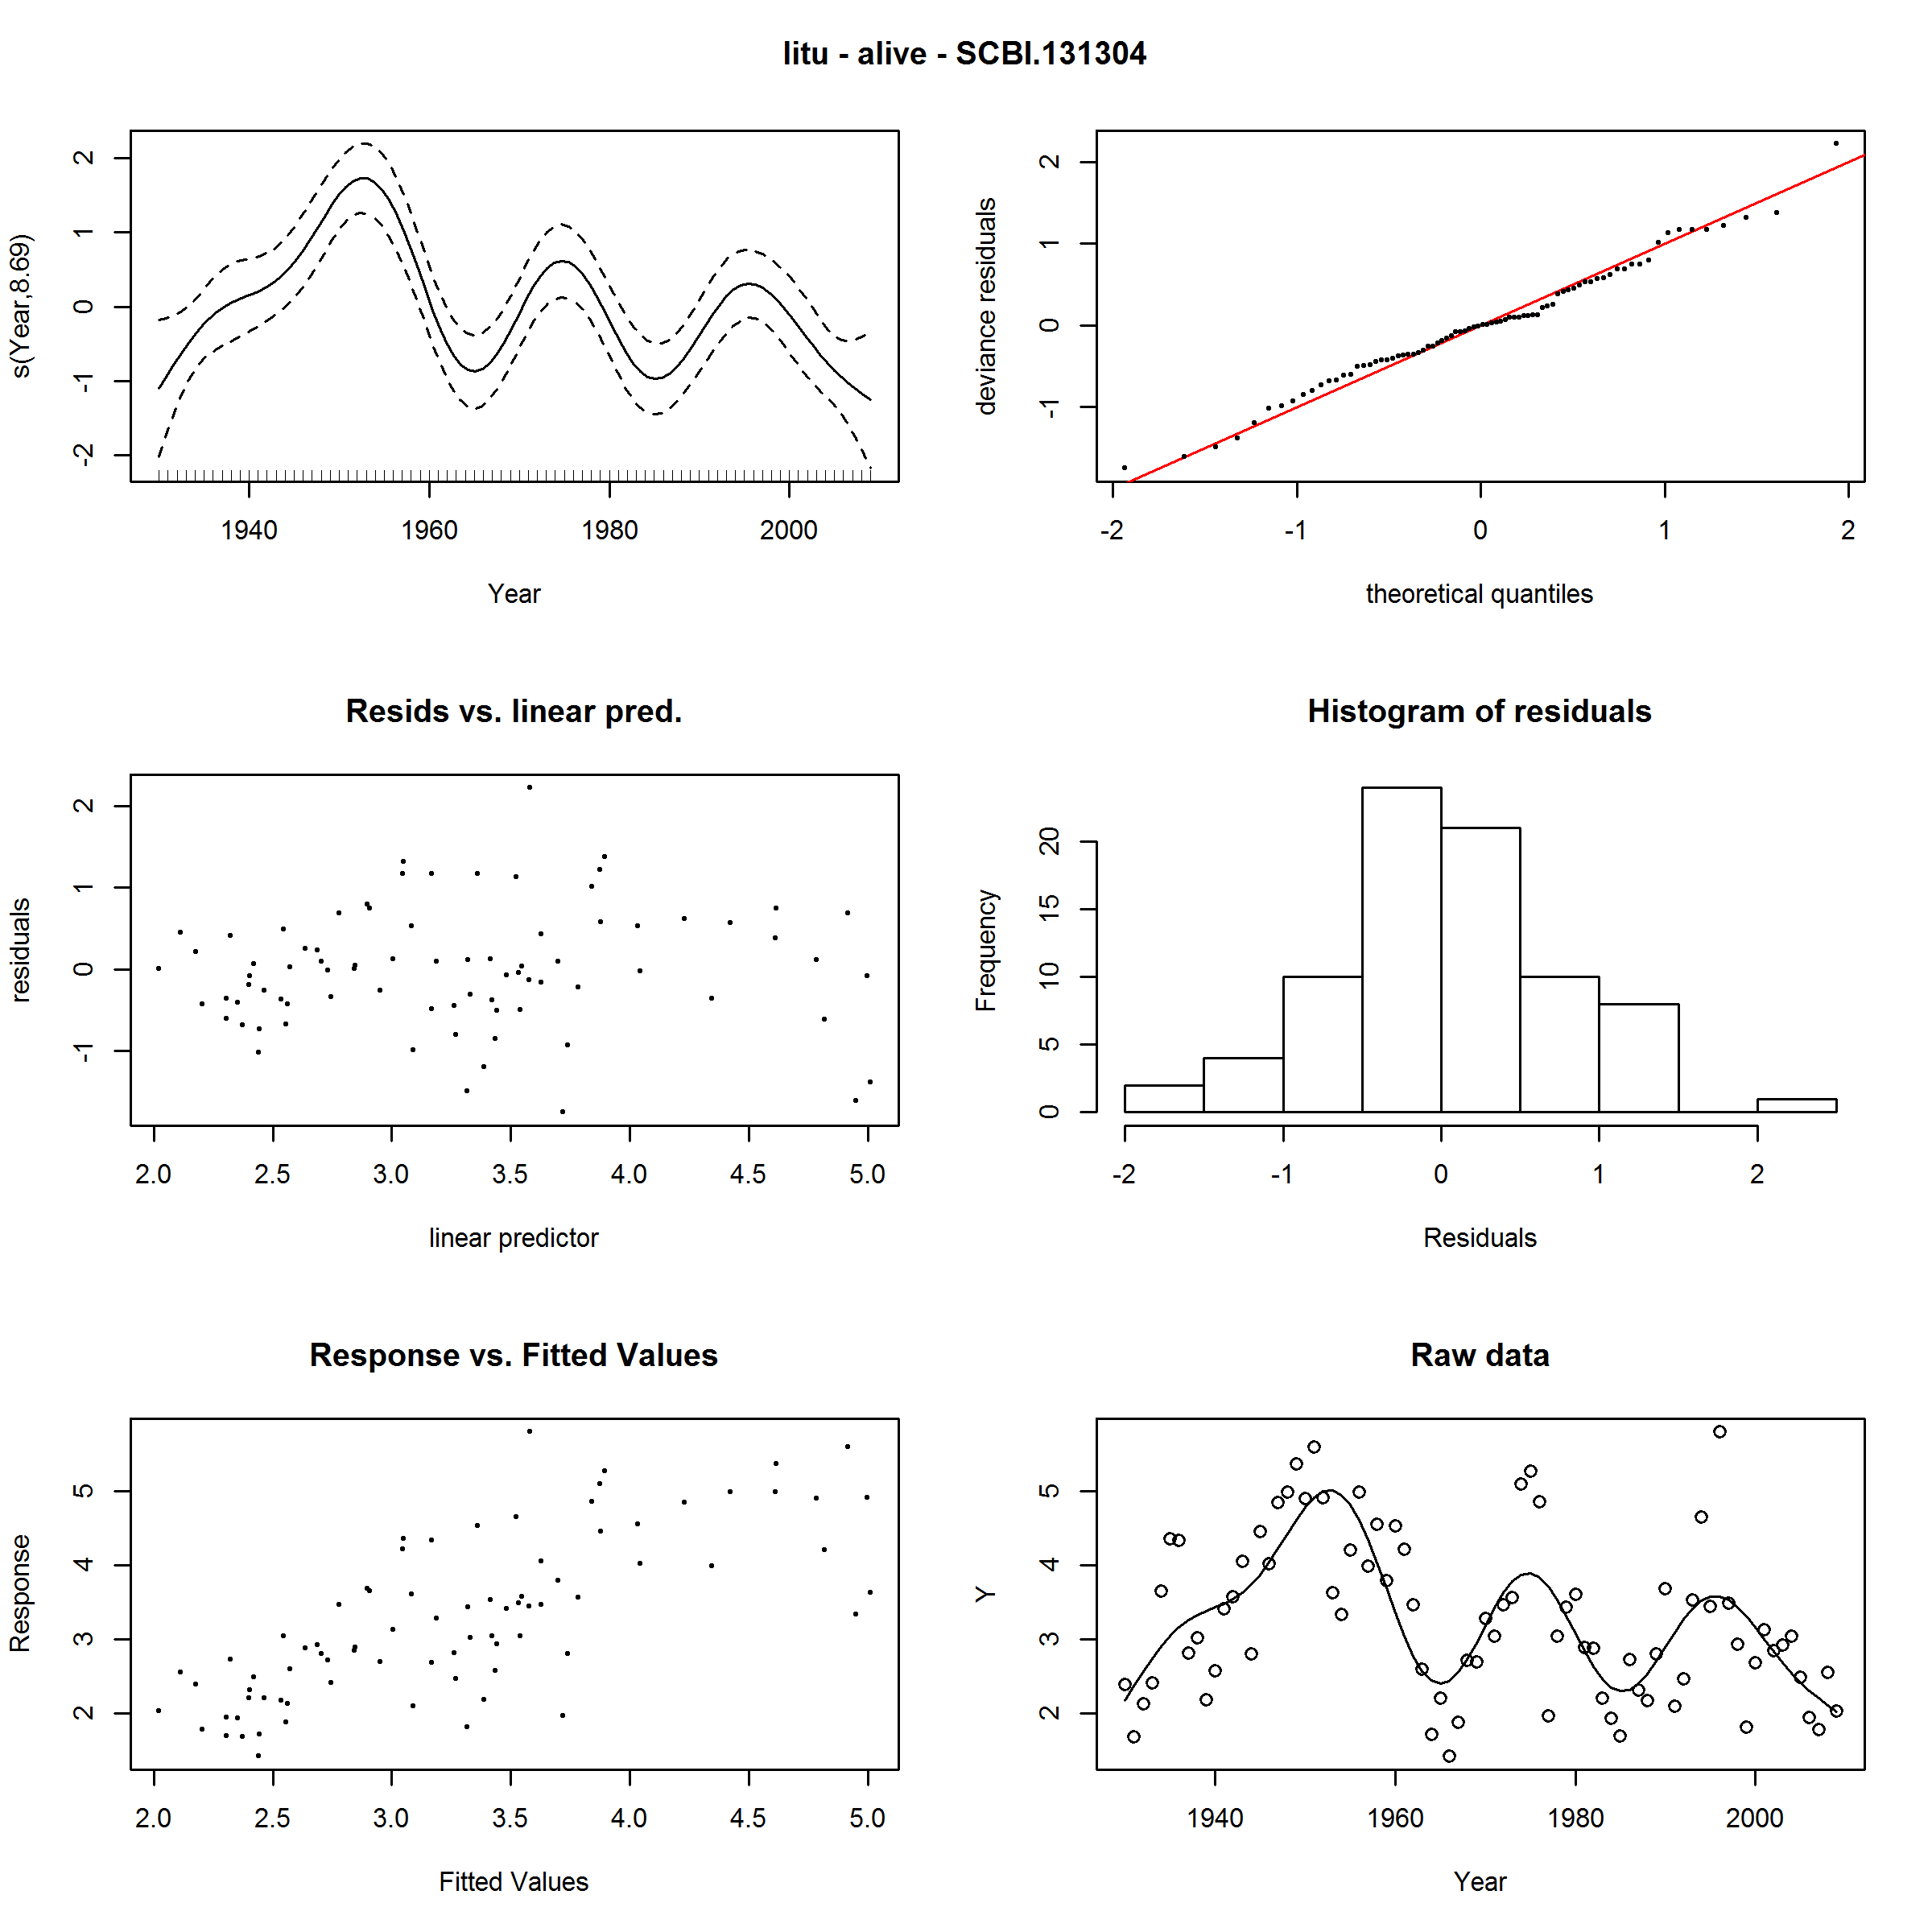 litu - alive - SCBI.131304
s(Year,8.69)
2
1
0
-1
-2
1940 1960 1980 2000
Year
deviance residuals
2
1
0
-1
-2 -1 0 1 2
theoretical quantiles
Resids vs. linear pred.
residuals
2
1
0
-1
2.0 2.5 3.0 3.5 4.0 4.5 5.0
linear predictor
Histogram of residuals
Frequency
20
15
10
5
0
-2 -1 0 1 2
Residuals
Response vs. Fitted Values
Response
5
4
3
2
2.0 2.5 3.0 3.5 4.0 4.5 5.0
Fitted Values
Raw data
Y
5
4
3
2
1940 1960 1980 2000
Year